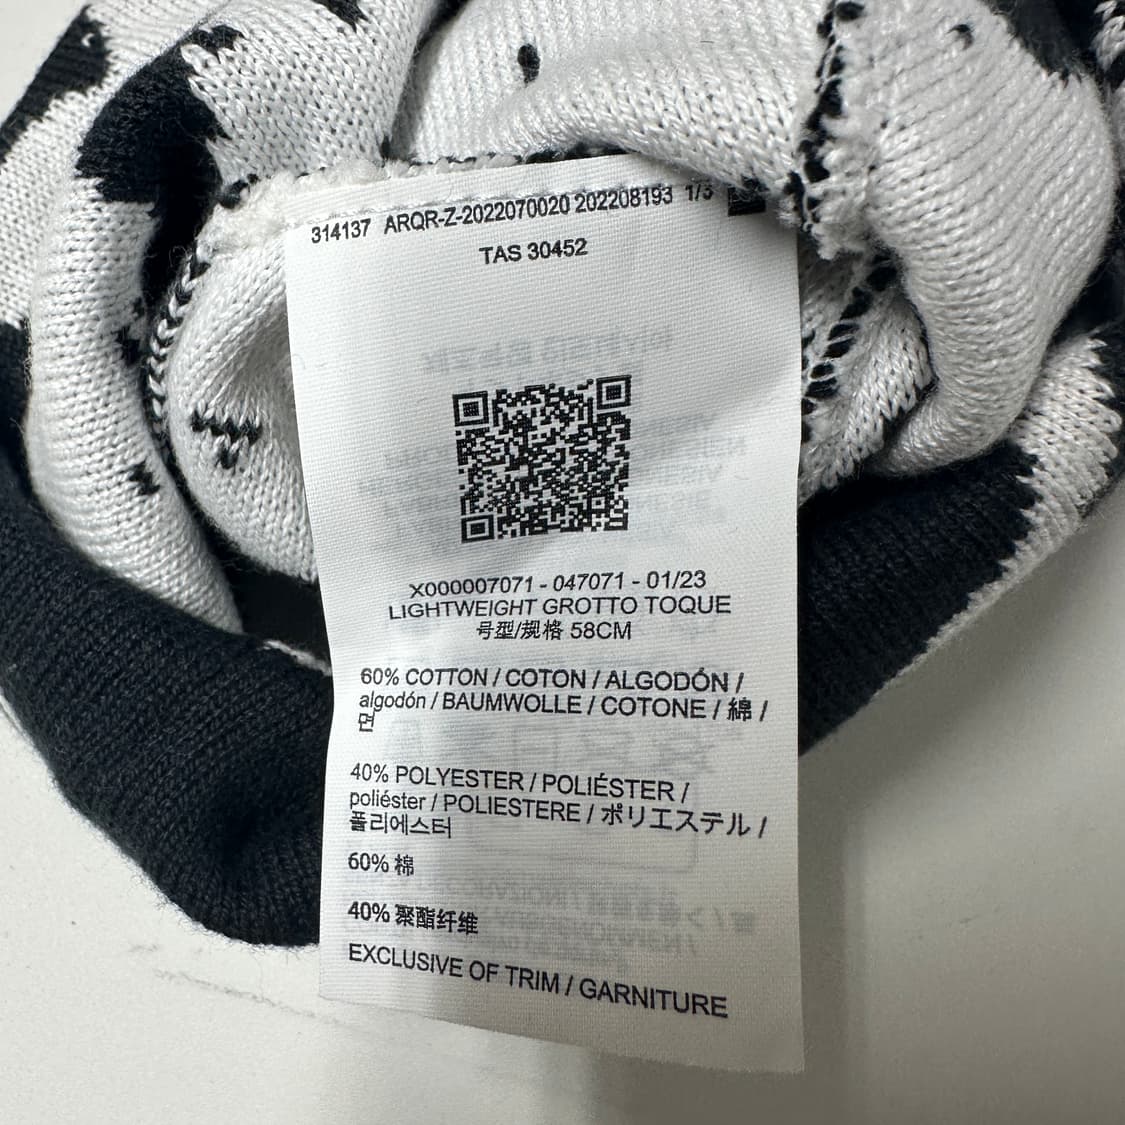 314137 ARQR-Z-2022070020 202208193 1/3
TAS 30452
X000007071 - 047071 - 01/23
LIGHTWEIGHT GROTTO TOQUE
号型/规格 58CM
60% COTTON / COTON / ALGODÓN /
algodón / BAUMWOLLE / COTONE / 綿 /
면
40% POLYESTER / POLIÉSTER /
poliéster / POLIESTERE / ポリエステル /
폴리에스터
60% 棉
40% 聚酯纤维
EXCLUSIVE OF TRIM / GARNITURE